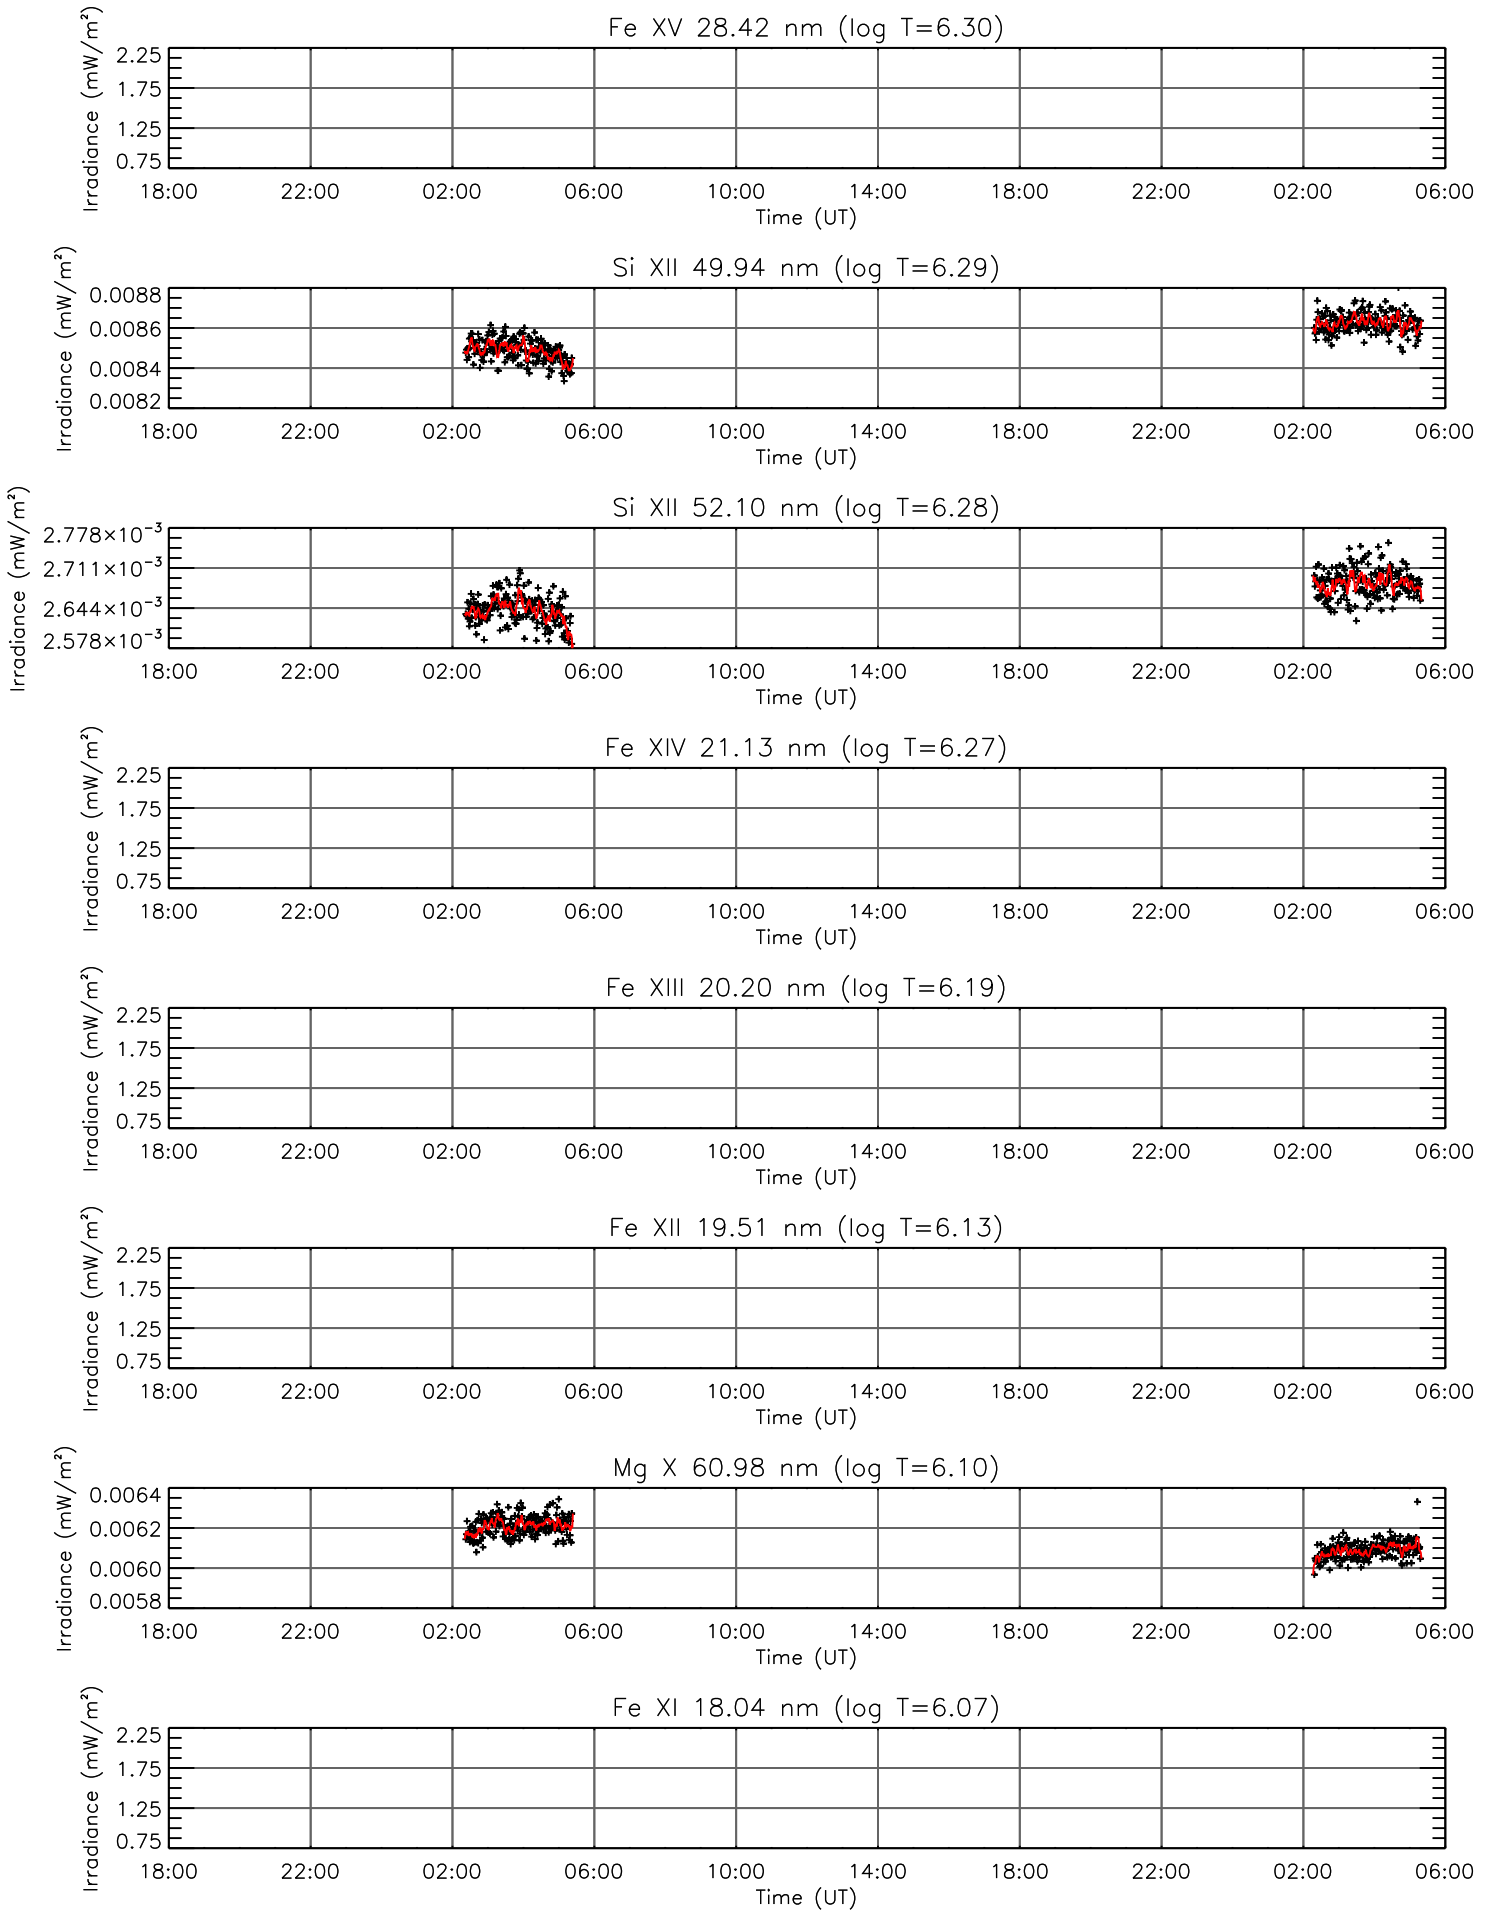 Fe XV 28.42 nm (log T=6.30)
Irradiance (mW/m²)
2.25
1.75
1.25
0.75
18:00 22:00 02:00 06:00 10:00 14:00 18:00 22:00 02:00 06:00
Time (UT)
Si XII 49.94 nm (log T=6.29)
Irradiance (mW/m²)
0.0088
0.0086
0.0084
0.0082
18:00 22:00 02:00 06:00 10:00 14:00 18:00 22:00 02:00 06:00
Time (UT)
Si XII 52.10 nm (log T=6.28)
Irradiance (mW/m²)
2.778×10⁻³
2.711×10⁻³
2.644×10⁻³
2.578×10⁻³
18:00 22:00 02:00 06:00 10:00 14:00 18:00 22:00 02:00 06:00
Time (UT)
Fe XIV 21.13 nm (log T=6.27)
Irradiance (mW/m²)
2.25
1.75
1.25
0.75
18:00 22:00 02:00 06:00 10:00 14:00 18:00 22:00 02:00 06:00
Time (UT)
Fe XIII 20.20 nm (log T=6.19)
Irradiance (mW/m²)
2.25
1.75
1.25
0.75
18:00 22:00 02:00 06:00 10:00 14:00 18:00 22:00 02:00 06:00
Time (UT)
Fe XII 19.51 nm (log T=6.13)
Irradiance (mW/m²)
2.25
1.75
1.25
0.75
18:00 22:00 02:00 06:00 10:00 14:00 18:00 22:00 02:00 06:00
Time (UT)
Mg X 60.98 nm (log T=6.10)
Irradiance (mW/m²)
0.0064
0.0062
0.0060
0.0058
18:00 22:00 02:00 06:00 10:00 14:00 18:00 22:00 02:00 06:00
Time (UT)
Fe XI 18.04 nm (log T=6.07)
Irradiance (mW/m²)
2.25
1.75
1.25
0.75
18:00 22:00 02:00 06:00 10:00 14:00 18:00 22:00 02:00 06:00
Time (UT)